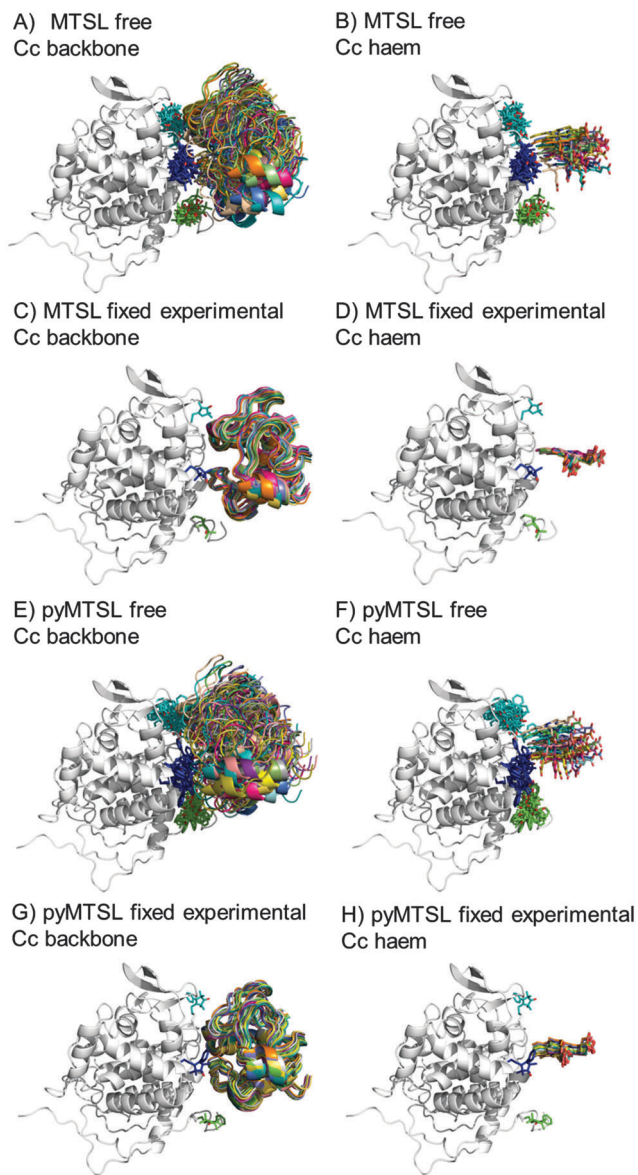 A) MTSL free
Cc backbone
B) MTSL free
Cc haem
C) MTSL fixed experimental
Cc backbone
D) MTSL fixed experimental
Cc haem
E) pyMTSL free
Cc backbone
F) pyMTSL free
Cc haem
G) pyMTSL fixed experimental
Cc backbone
H) pyMTSL fixed experimental
Cc haem